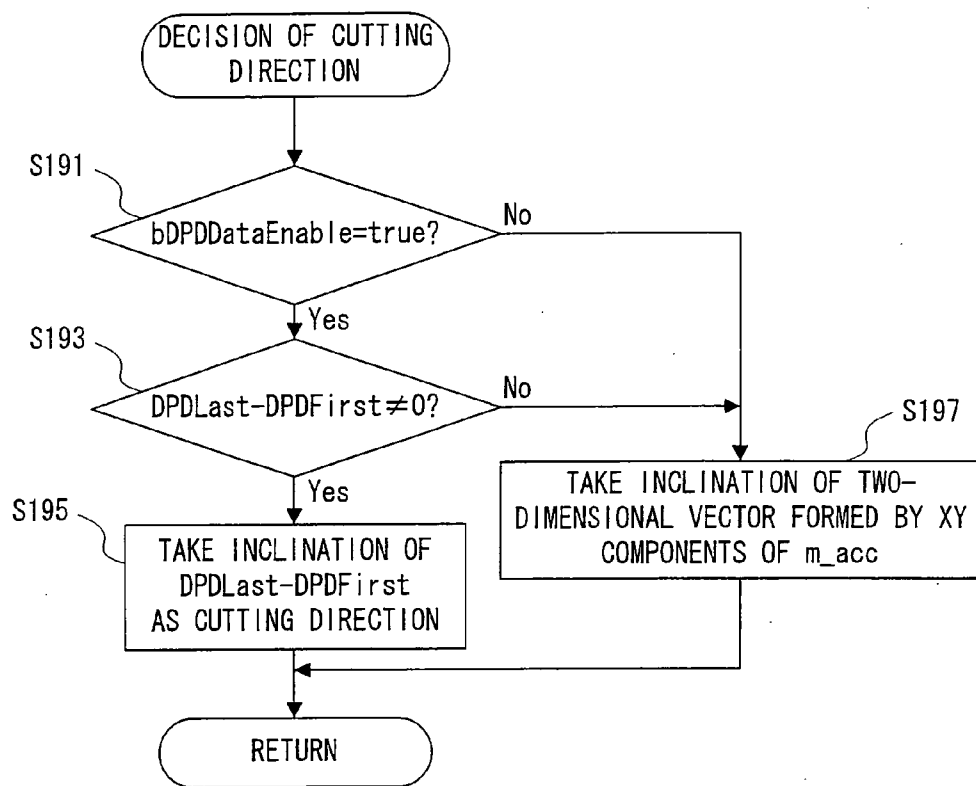 DECISION OF CUTTING
DIRECTION
S191
bDPDDataEnable=true?
No
Yes
S193
DPDLast-DPDFirst≠0?
No
S197
Yes
TAKE INCLINATION OF TWO-
DIMENSIONAL VECTOR FORMED BY XY
COMPONENTS OF m_acc
S195
TAKE INCLINATION OF
DPDLast-DPDFirst
AS CUTTING DIRECTION
RETURN